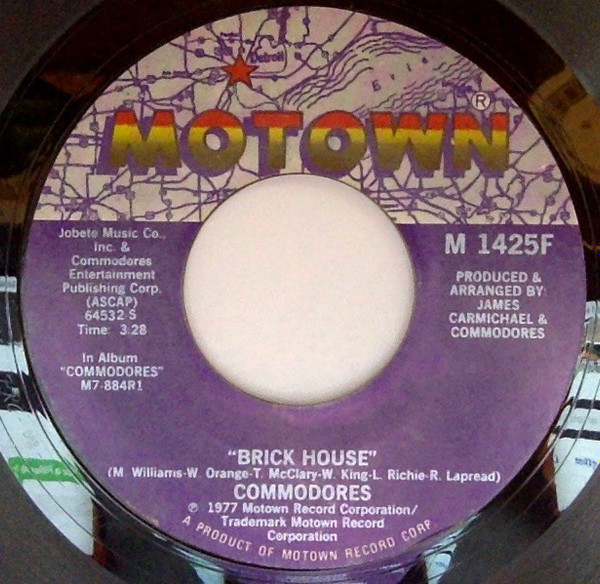 Detroit
Erie
®
MOTOWN
Jobete Music Co.,
Inc. &
Commodores
Entertainment
Publishing Corp.
(ASCAP)
64532 S
Time: 3:28
In Album
"COMMODORES"
M7-884R1
M 1425F
PRODUCED &
ARRANGED BY:
JAMES
CARMICHAEL &
COMMODORES
"BRICK HOUSE"
(M. Williams-W. Orange-T. McClary-W. King-L. Richie-R. Lapread)
COMMODORES
℗ 1977 Motown Record Corporation/
Trademark Motown Record
Corporation
A PRODUCT OF MOTOWN RECORD CORP.